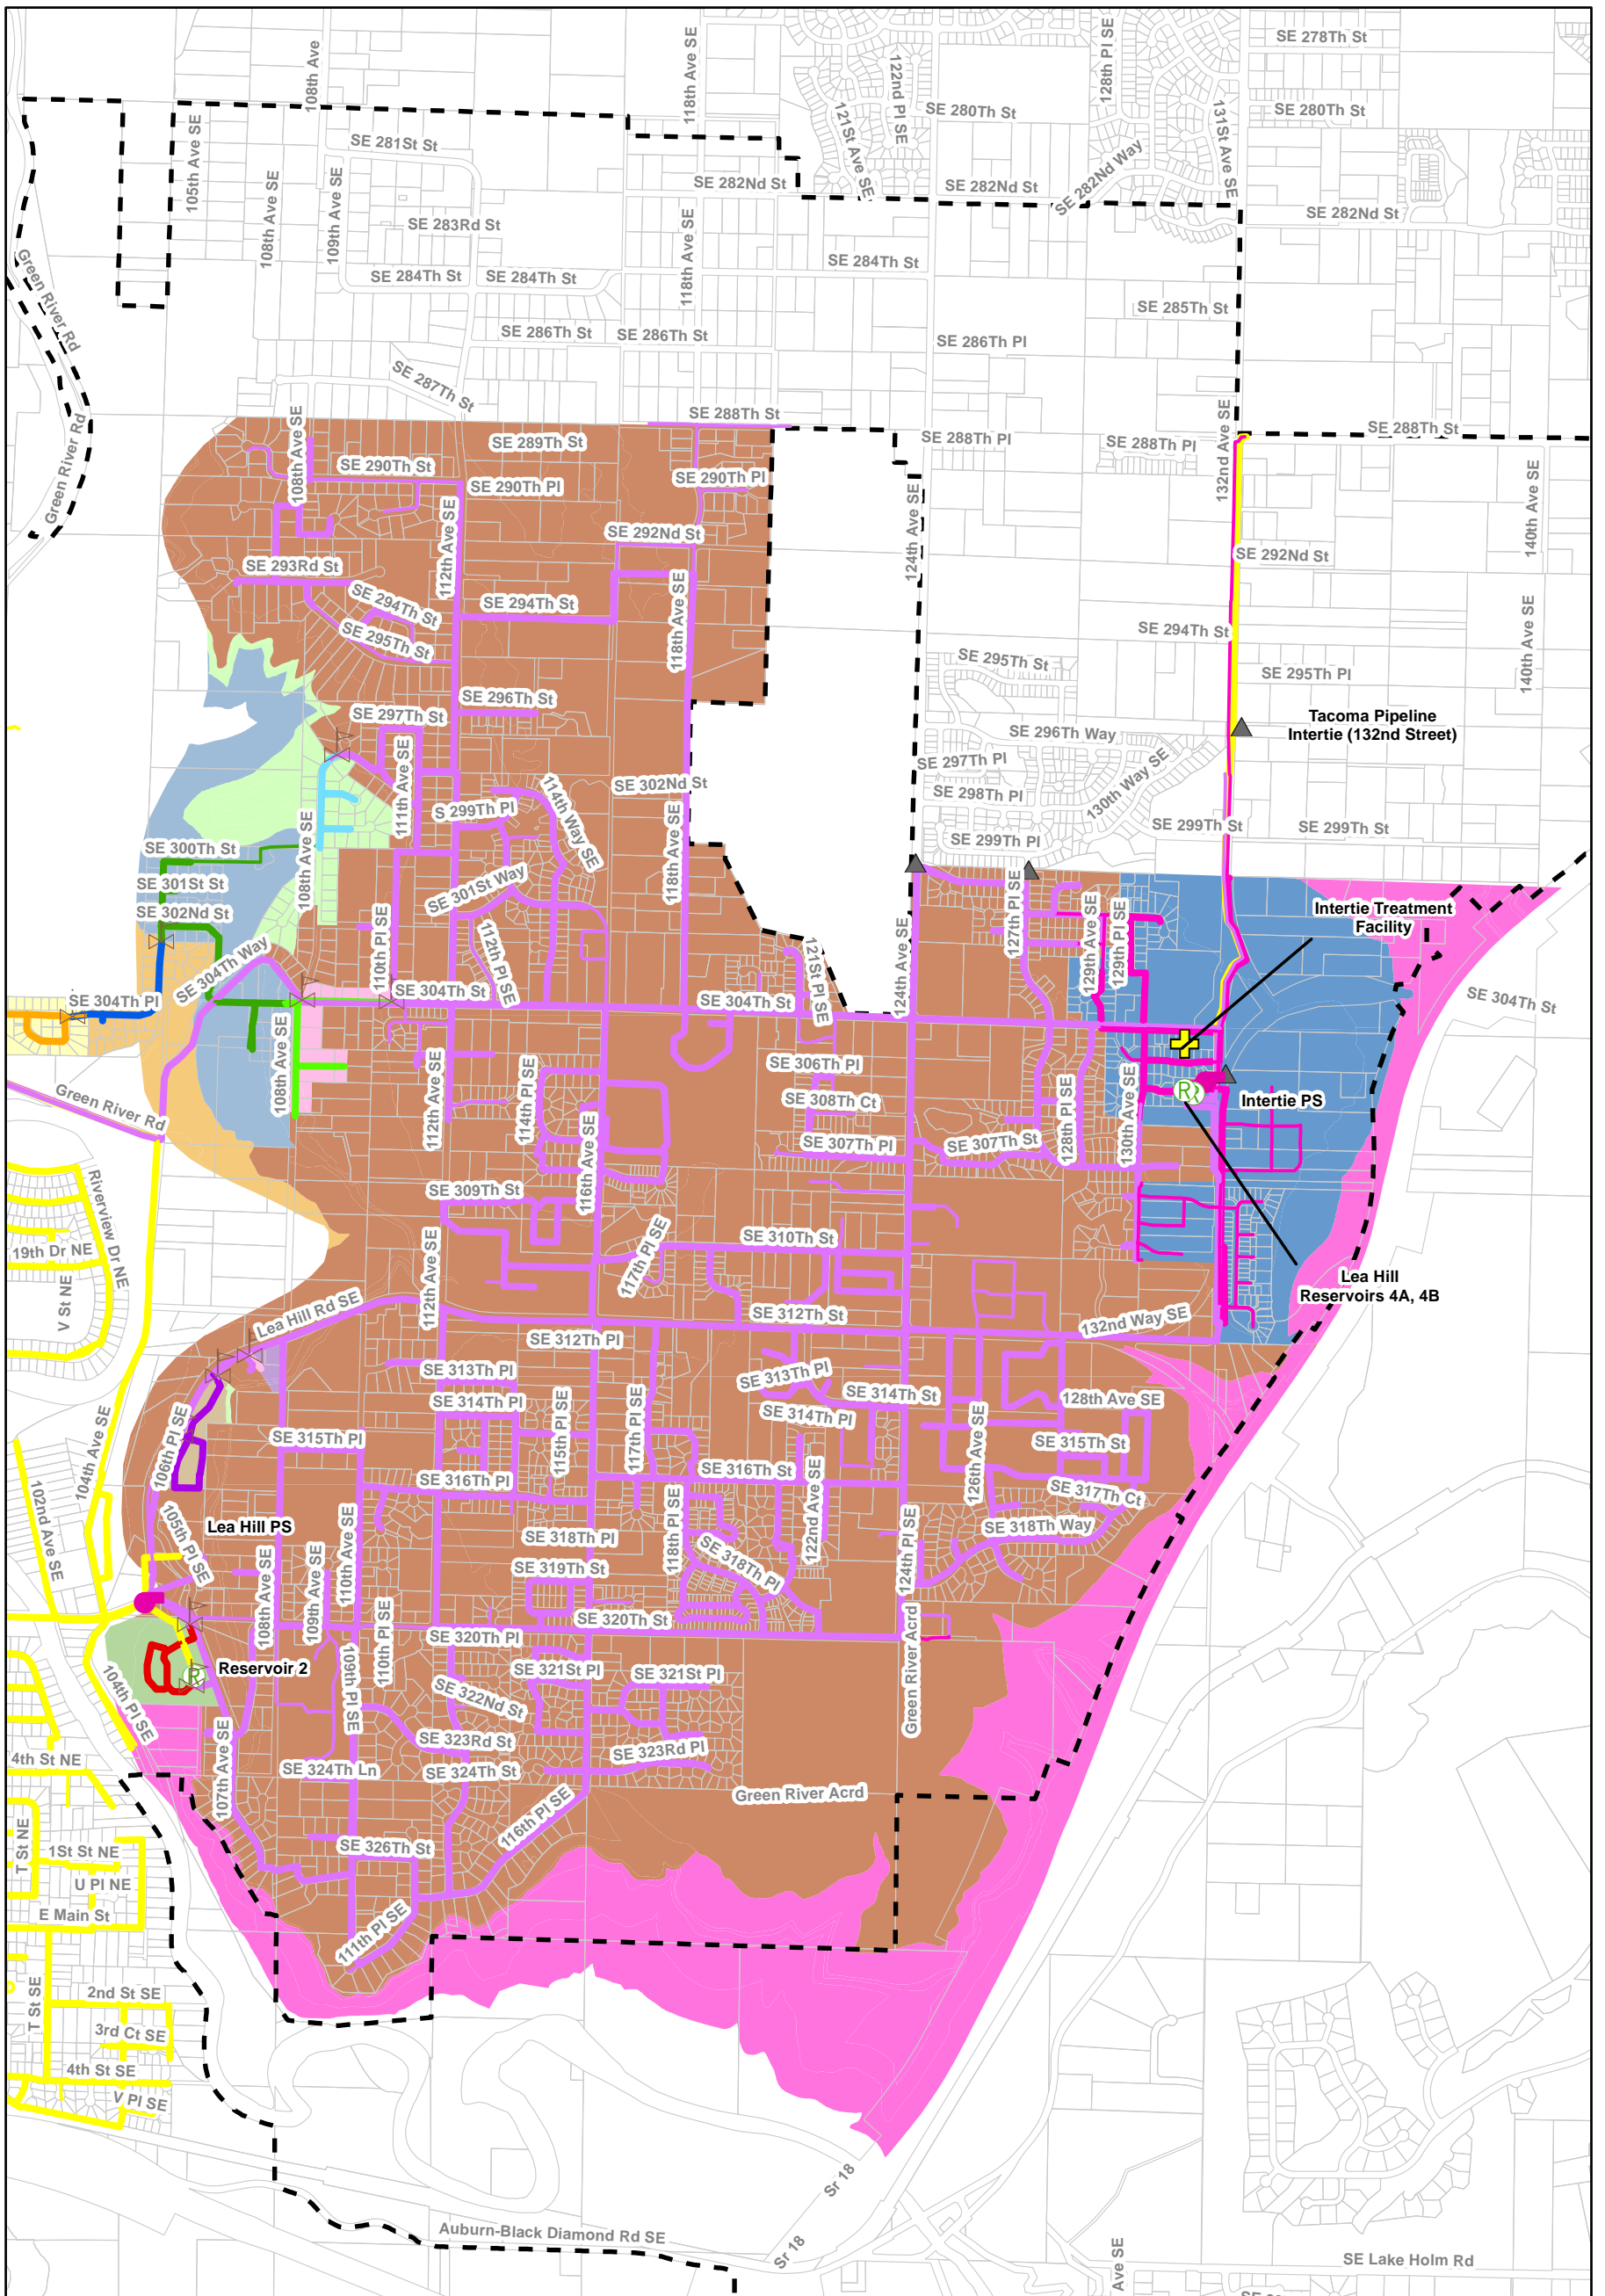 SE 278Th St
108th Ave
118th Ave SE
122nd Pl SE
128th Pl SE
SE 280Th St
SE 280Th St
121St Ave SE
131St Ave SE
105th Ave SE
SE 281St St
SE 282Nd St
SE 282Nd St
SE 282Nd Way
SE 282Nd St
108th Ave SE
109th Ave SE
SE 283Rd St
118th Ave SE
SE 284Th St
SE 284Th St
SE 284Th St
Green River Rd
SE 285Th St
SE 286Th St
SE 286Th St
SE 286Th Pl
SE 287Th St
SE 288Th St
SE 288Th Pl
SE 288Th Pl
SE 288Th St
132nd Ave SE
Green River Rd
108th Ave SE
SE 289Th St
SE 290Th St
SE 290Th Pl
SE 290Th Pl
112th Ave SE
124th Ave SE
140th Ave SE
SE 292Nd St
SE 292Nd St
SE 293Rd St
SE 294Th St
SE 294Th St
SE 294Th St
SE 295Th St
118th Ave SE
SE 295Th St
SE 295Th Pl
140th Ave SE
SE 296Th St
SE 297Th St
SE 296Th Way
Tacoma Pipeline
Intertie (132nd Street)
SE 297Th Pl
SE 298Th Pl
130th Way SE
SE 302Nd St
111th Ave SE
S 299Th Pl
114th Way SE
SE 299Th Pl
SE 299Th St
SE 299Th St
SE 300Th St
108th Ave SE
118th Ave SE
SE 301St St
SE 301St Way
SE 302Nd St
127th Pl SE
129th Ave SE
129th Pl SE
Intertie Treatment
Facility
SE 304Th Way
110th Pl SE
112th Pl SE
121St Pl SE
124th Ave SE
SE 304Th Pl
SE 304Th St
SE 304Th St
SE 304Th St
108th Ave SE
112th Ave SE
114th Pl SE
SE 306Th Pl
SE 308Th Ct
SE 307Th Pl
SE 307Th St
128th Pl SE
130th Ave SE
R
R
Intertie PS
Green River Rd
116th Ave SE
SE 309Th St
Riverview Dr NE
19th Dr NE
V St NE
112th Ave SE
117th Pl SE
SE 310Th St
Lea Hill
Reservoirs 4A, 4B
Lea Hill Rd SE
SE 312Th St
132nd Way SE
SE 312Th Pl
SE 313Th Pl
SE 313Th Pl
SE 314Th St
SE 314Th Pl
SE 314Th Pl
128th Ave SE
104th Ave SE
106th Pl SE
SE 315Th Pl
115th Pl SE
117th Pl SE
126th Ave SE
SE 315Th St
SE 316Th Pl
SE 316Th St
SE 317Th Ct
102nd Ave SE
105th Pl SE
Lea Hill PS
110th Ave SE
SE 318Th Pl
118th Pl SE
122nd Ave SE
124th Pl SE
SE 318Th Way
SE 318Th Pl
SE 319Th St
108th Ave SE
109th Ave SE
110th Pl SE
SE 320Th St
SE 320Th Pl
Green River Acrd
R
Reservoir 2
104th Pl SE
109th Pl SE
SE 321St Pl
SE 321St Pl
SE 322Nd St
SE 323Rd St
SE 323Rd Pl
4th St NE
107th Ave SE
SE 324Th Ln
SE 324Th St
Green River Acrd
116th Pl SE
T St NE
1St St NE
SE 326Th St
U Pl NE
E Main St
111th Pl SE
T St SE
2nd St SE
3rd Ct SE
4th St SE
V Pl SE
Sr 18
Auburn-Black Diamond Rd SE
Sr 18
Ave SE
SE Lake Holm Rd